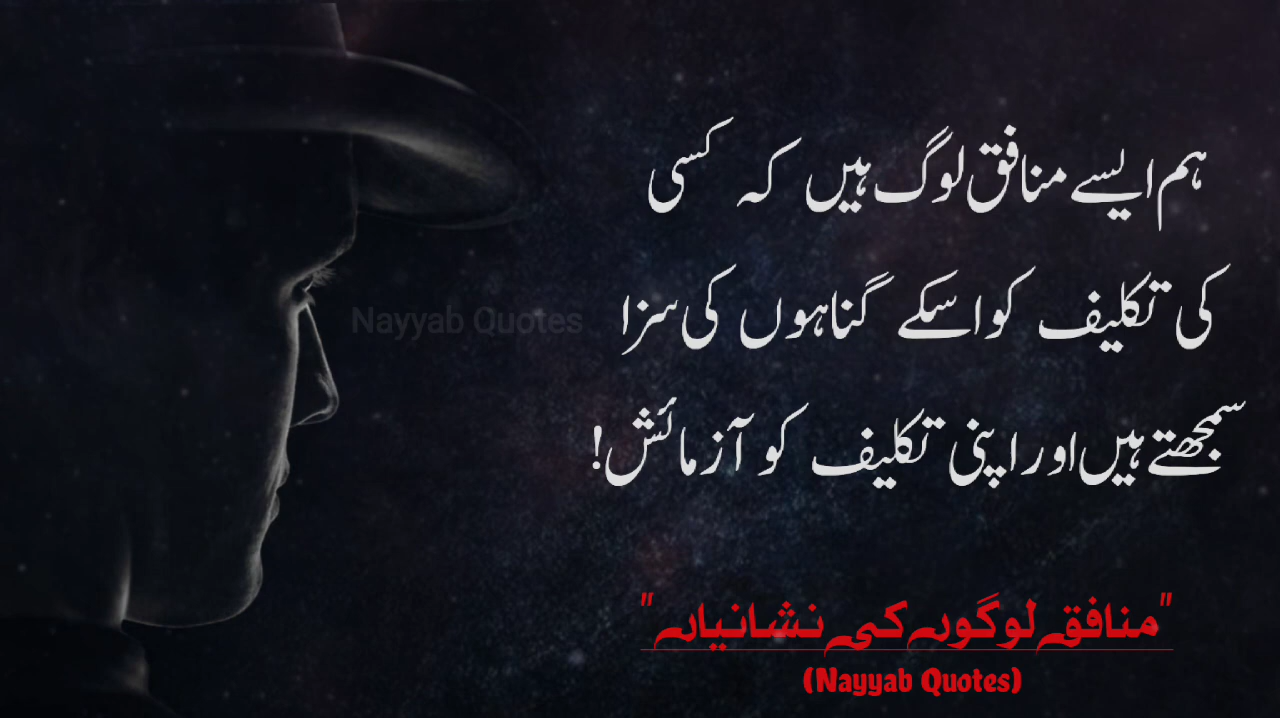 ہم ایسے منافق لوگ ہیں کہ کسی
کی تکلیف کو اسکے گناہوں کی سزا
سمجھتے ہیں اور اپنی تکلیف کو آزمائش!
Nayyab Quotes
"منافق لوگوں کی نشانیاں"
(Nayyab Quotes)